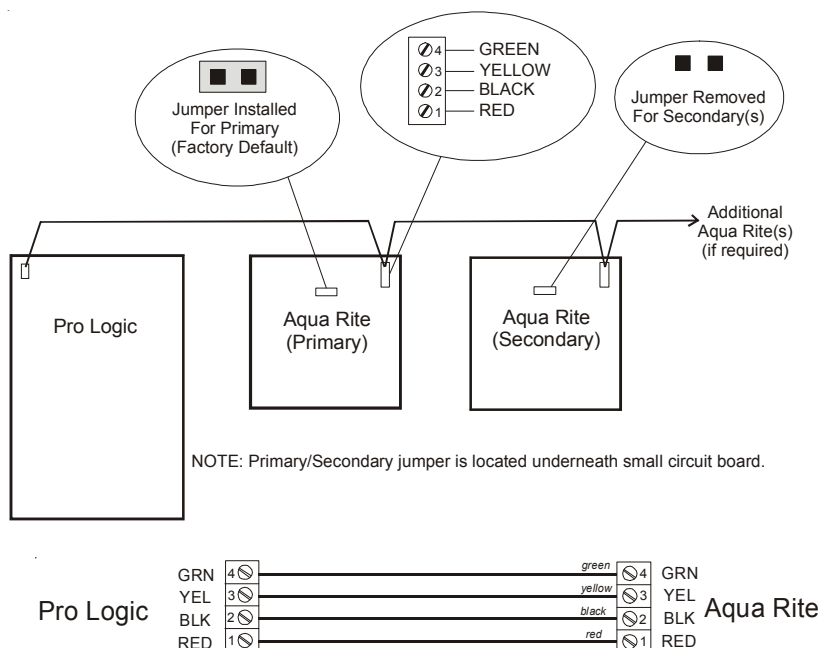 4 GREEN
3 YELLOW
2 BLACK
1 RED
Jumper Installed
For Primary
(Factory Default)
Jumper Removed
For Secondary(s)
Additional
Aqua Rite(s)
(if required)
Pro Logic
Aqua Rite
(Primary)
Aqua Rite
(Secondary)
NOTE: Primary/Secondary jumper is located underneath small circuit board.
Pro Logic
GRN 4 green 4 GRN
YEL 3 yellow 3 YEL
BLK 2 black 2 BLK
RED 1 red 1 RED
Aqua Rite